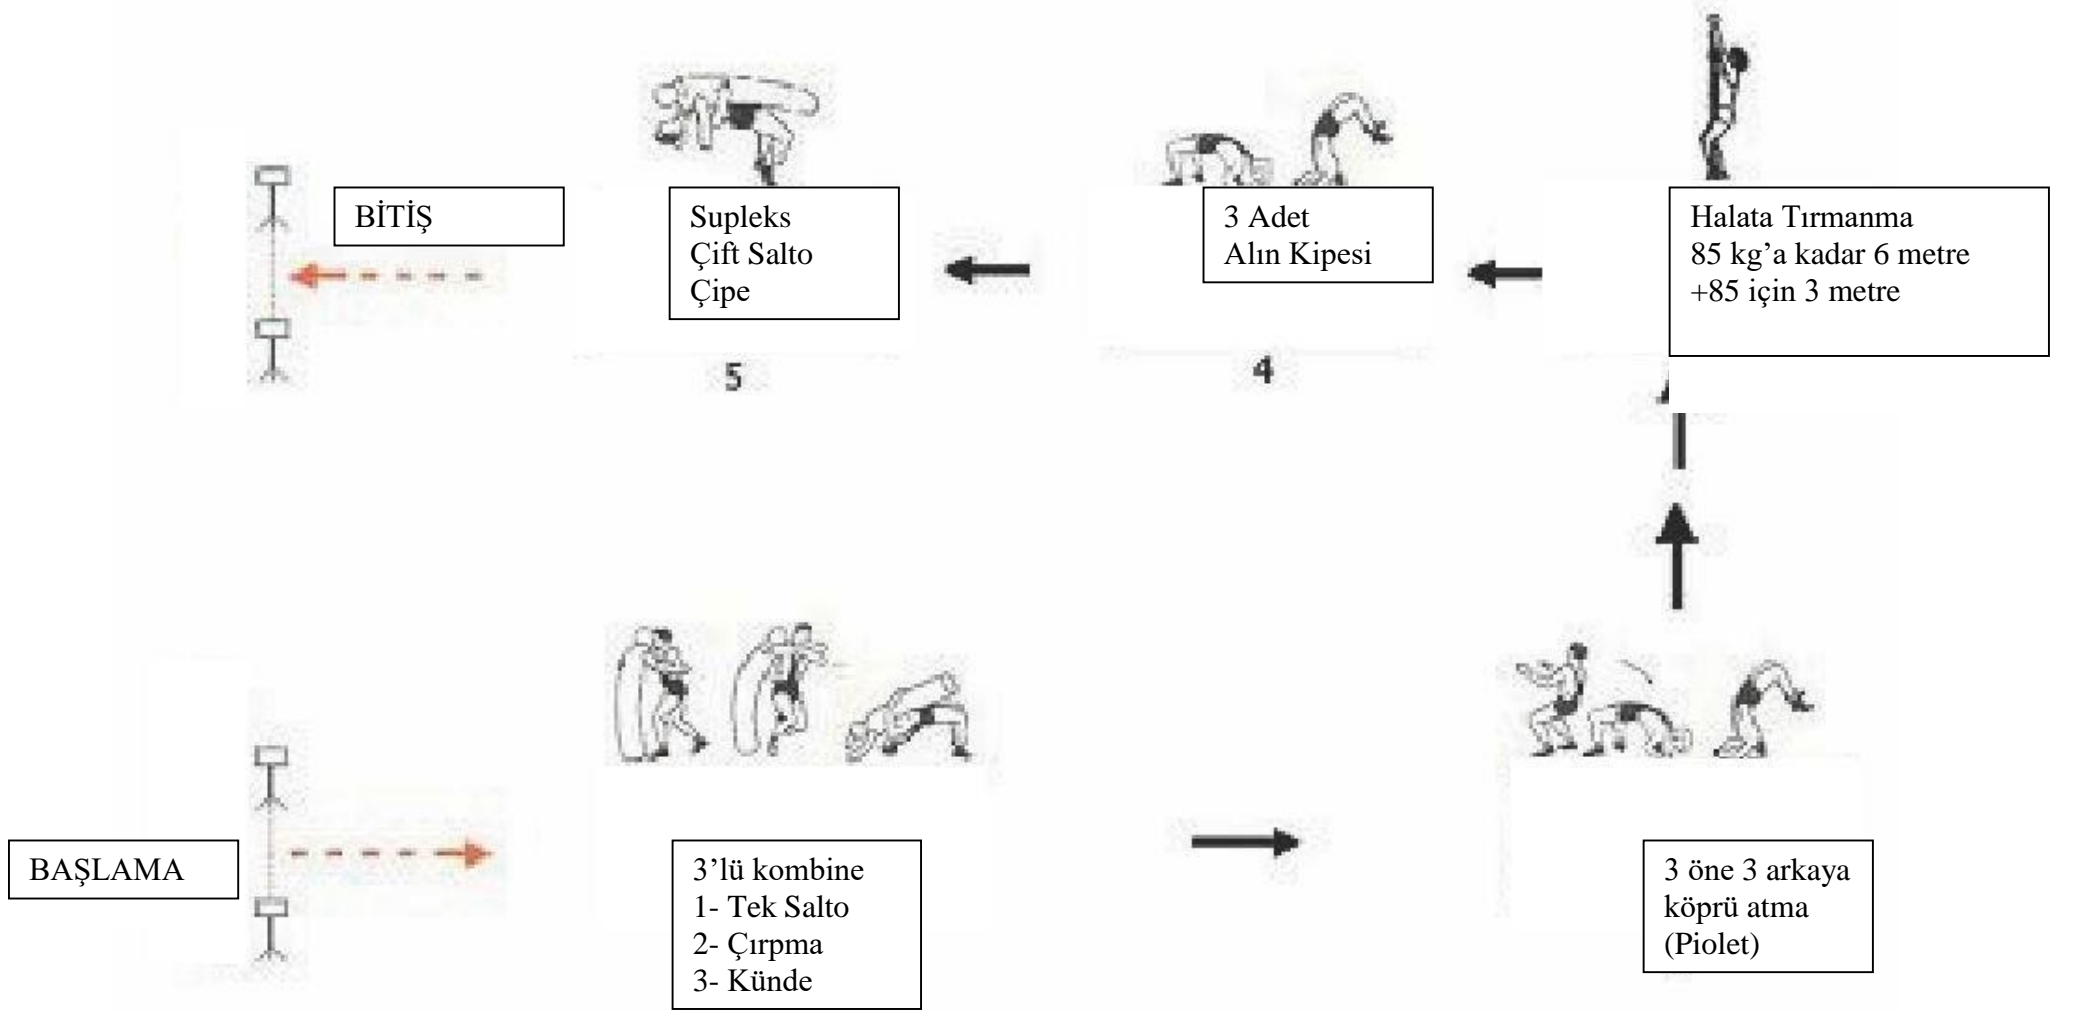 BİTİŞ
Supleks
Çift Salto
Çipe
3 Adet
Alın Kipesi
Halata Tırmanma
85 kg’a kadar 6 metre
+85 için 3 metre
5
4
BAŞLAMA
3’lü kombine
1- Tek Salto
2- Çırpma
3- Künde
3 öne 3 arkaya
köprü atma
(Piolet)